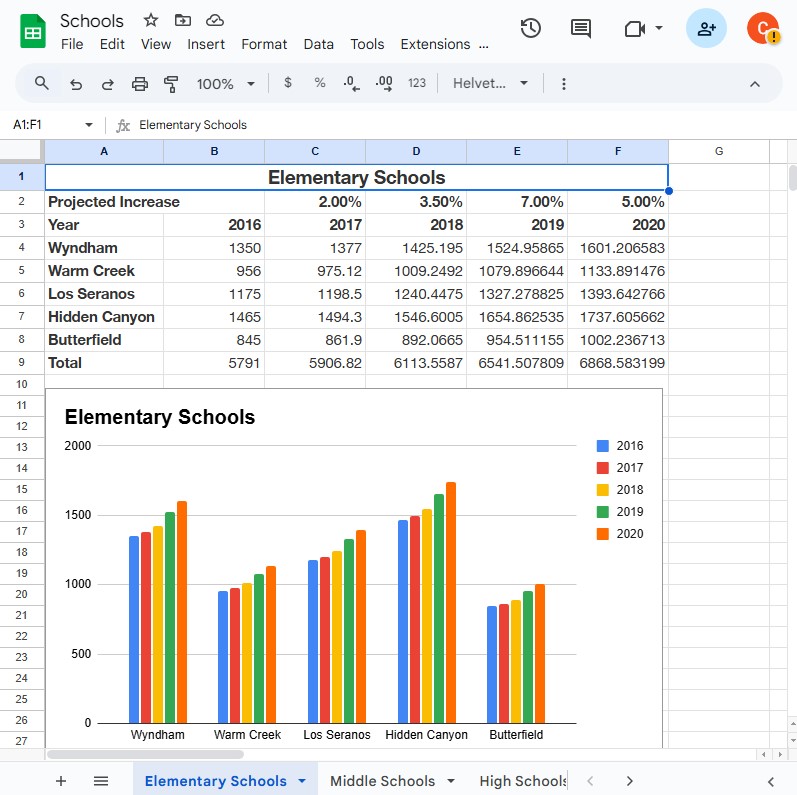 Schools
File Edit View Insert Format Data Tools Extensions ...
C
100% $ % .0 .00 123 Helvet...
A1:F1 fx Elementary Schools
A B C D E F G
1 Elementary Schools
2 Projected Increase 2.00% 3.50% 7.00% 5.00%
3 Year 2016 2017 2018 2019 2020
4 Wyndham 1350 1377 1425.195 1524.95865 1601.206583
5 Warm Creek 956 975.12 1009.2492 1079.896644 1133.891476
6 Los Seranos 1175 1198.5 1240.4475 1327.278825 1393.642766
7 Hidden Canyon 1465 1494.3 1546.6005 1654.862535 1737.605662
8 Butterfield 845 861.9 892.0665 954.511155 1002.236713
9 Total 5791 5906.82 6113.5587 6541.507809 6868.583199
10
11
12
13
14
15
16
17
18
19
20
21
22
23
24
25
26
27
Elementary Schools
2000
1500
1000
500
0
Wyndham Warm Creek Los Seranos Hidden Canyon Butterfield
2016
2017
2018
2019
2020
Elementary Schools Middle Schools High Schools